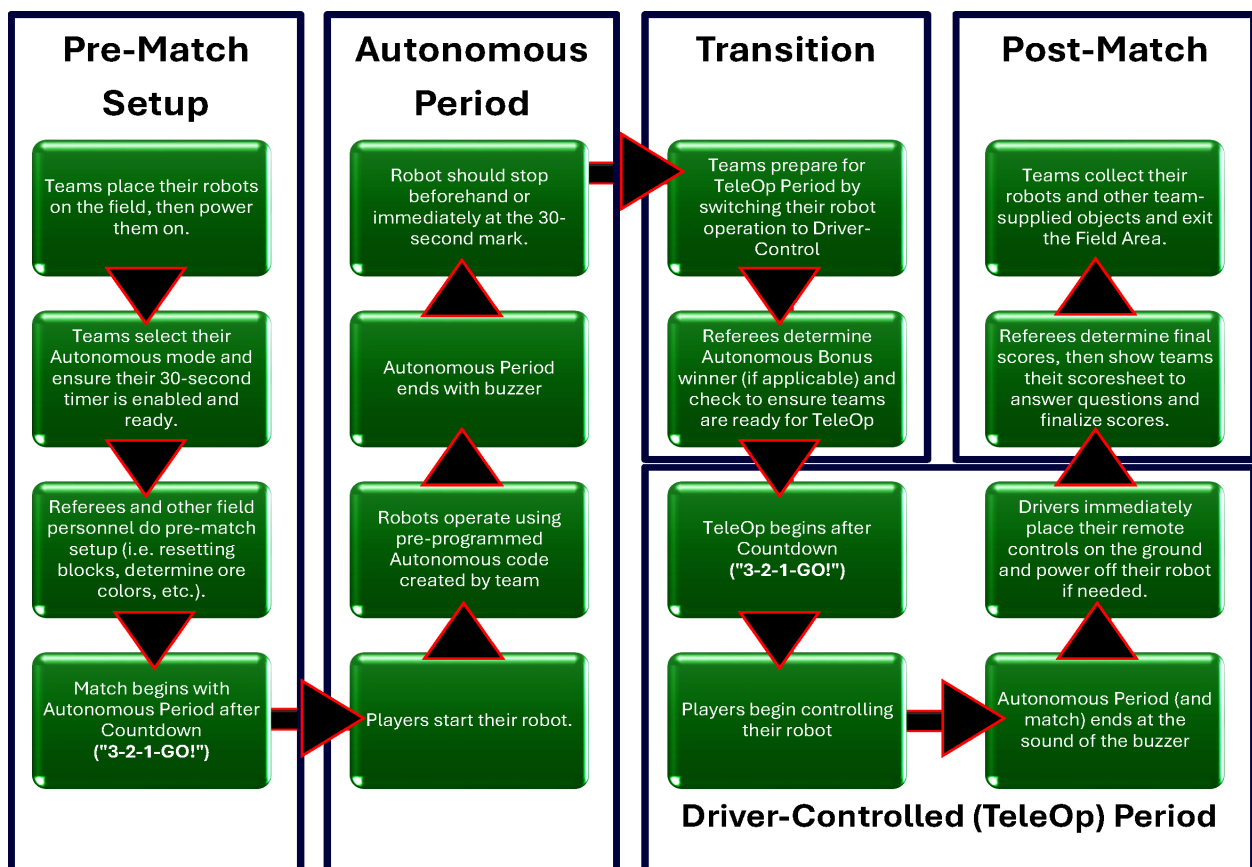 Pre-Match
Setup
Teams place their robots
on the field, then power
them on.
Teams select their
Autonomous mode and
ensure their 30-second
timer is enabled and
ready.
Referees and other field
personnel do pre-match
setup (i.e. resetting
blocks, determine ore
colors, etc.).
Match begins with
Autonomous Period after
Countdown
("3-2-1-GO!")
Autonomous
Period
Players start their robot.
Robots operate using
pre-programmed
Autonomous code
created by team
Autonomous Period
ends with buzzer
Robot should stop
beforehand or
immediately at the 30-
second mark.
Transition
Teams prepare for
TeleOp Period by
switching their robot
operation to Driver-
Control
Referees determine
Autonomous Bonus
winner (if applicable) and
check to ensure teams
are ready for TeleOp
TeleOp begins after
Countdown
("3-2-1-GO!")
Players begin controlling
their robot
Autonomous Period (and
match) ends at the
sound of the buzzer
Drivers immediately
place their remote
controls on the ground
and power off their robot
if needed.
Driver-Controlled (TeleOp) Period
Post-Match
Referees determine final
scores, then show teams
theit scoresheet to
answer questions and
finalize scores.
Teams collect their
robots and other team-
supplied objects and exit
the Field Area.